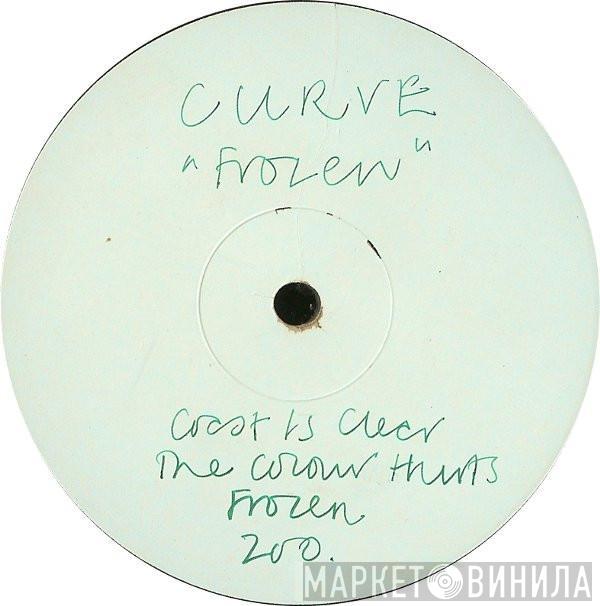 CURVE
"Frozen"
Coast Is Clear
The Colour Hurts
Frozen
Zoo.
МАРКЕТ ВИНИЛА